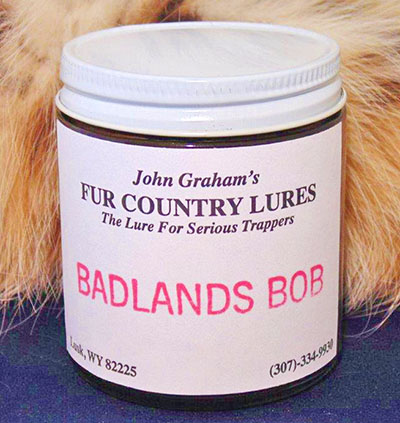 John Graham's
FUR COUNTRY LURES
The Lure For Serious Trappers
BADLANDS BOB
Lusk, WY 82225
(307)-334-9930